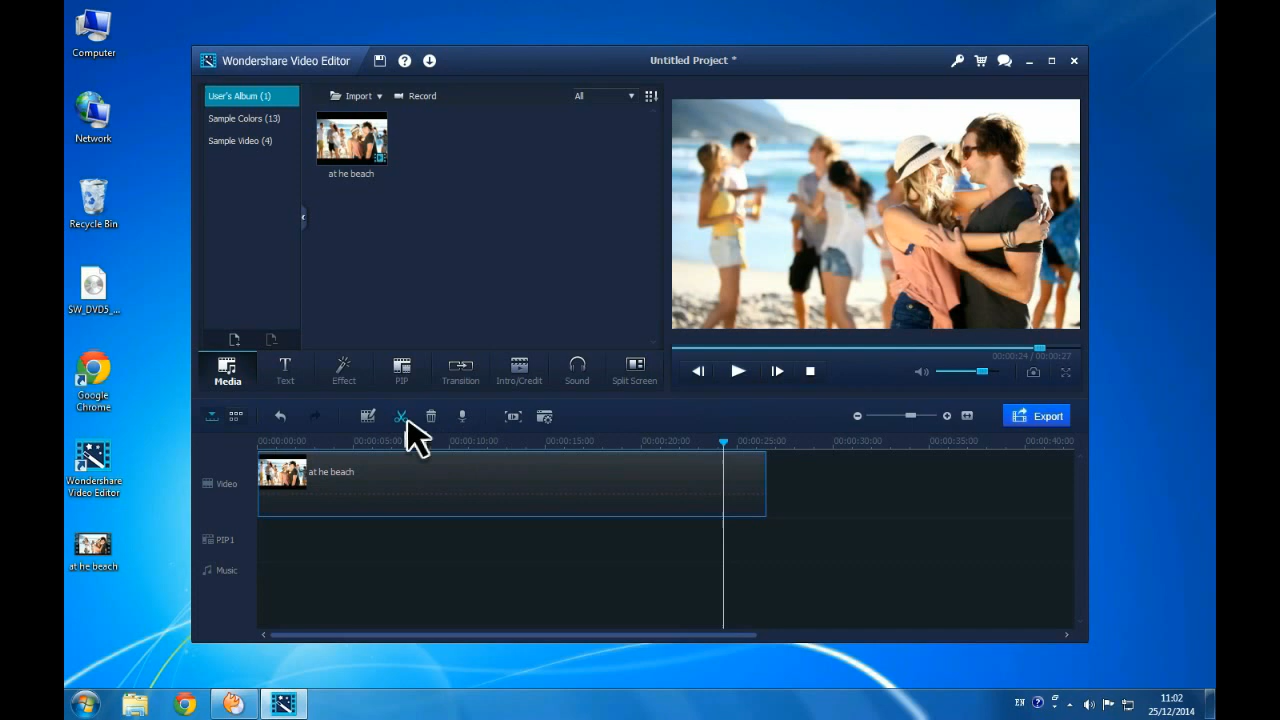 Computer
Network
Recycle Bin
SW_DVD5_...
Google
Chrome
Wondershare
Video Editor
at he beach
Wondershare Video Editor
Untitled Project *
User's Album (1)
Sample Colors (13)
Sample Video (4)
Import
Record
All
at he beach
Media
Text
Effect
PIP
Transition
Intro/Credit
Sound
Split Screen
00:00:24 / 00:00:27
Export
00:00:00:00
00:00:05:00
00:00:10:00
00:00:15:00
00:00:20:00
00:00:25:00
00:00:30:00
00:00:35:00
00:00:40:00
at he beach
Video
PIP1
Music
EN
11:02
25/12/2014